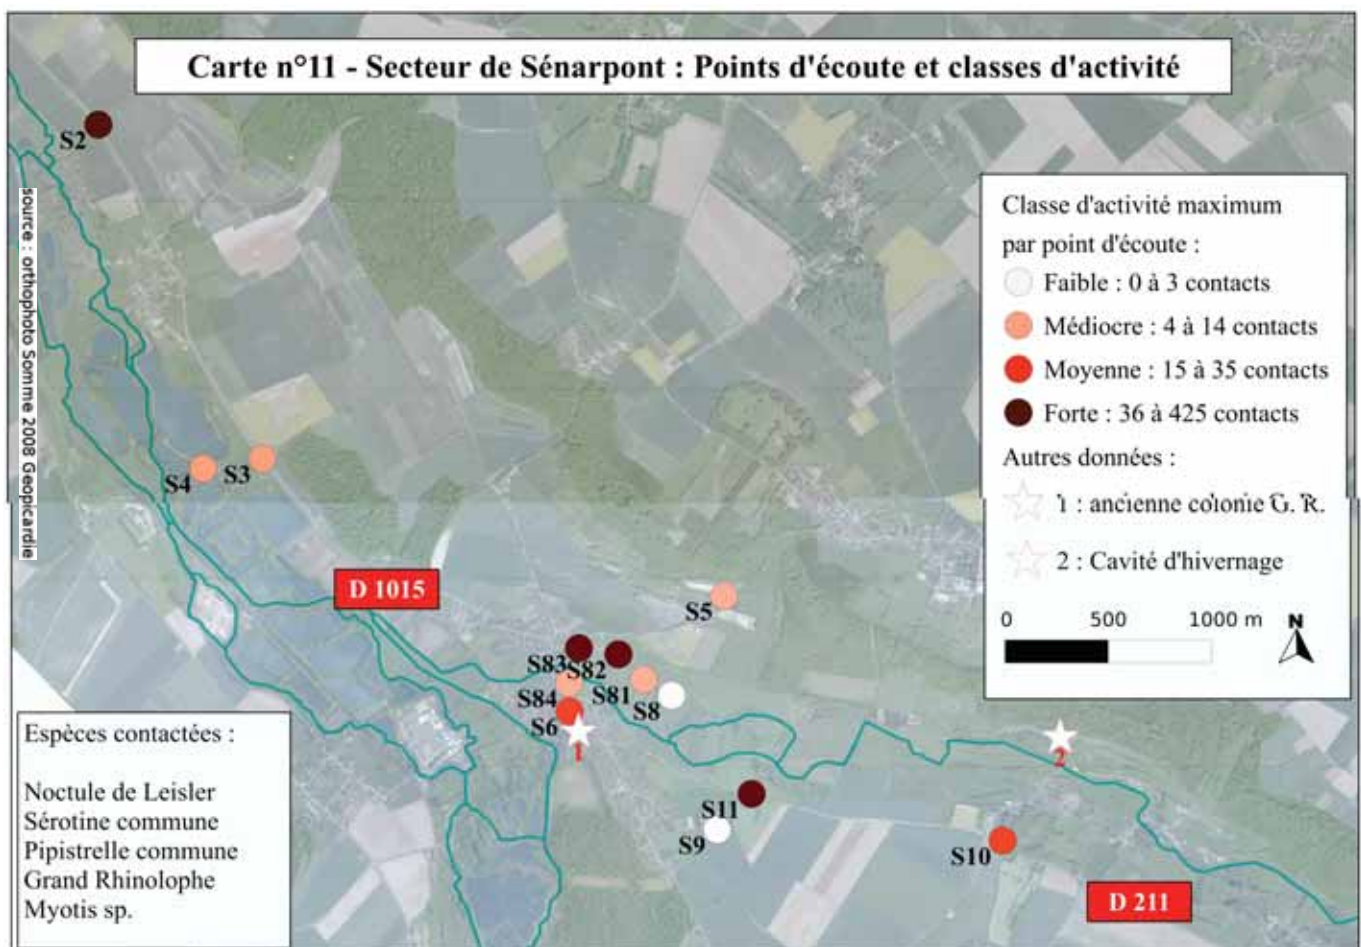 Carte n°11 - Secteur de Sénarpont : Points d'écoute et classes d'activité
S2
source : orthophoto Somme 2008 Geopicardie
Classe d'activité maximum
par point d'écoute :
Faible : 0 à 3 contacts
Médiocre : 4 à 14 contacts
Moyenne : 15 à 35 contacts
Forte : 36 à 425 contacts
Autres données :
1 : ancienne colonie G. R.
2 : Cavité d'hivernage
0 500 1000 m N
S4 S3
D 1015
S5
S83 S82
S84 S81 S8
S6
1
2
S11
S9
S10
D 211
Espèces contactées :
Noctule de Leisler
Sérotine commune
Pipistrelle commune
Grand Rhinolophe
Myotis sp.